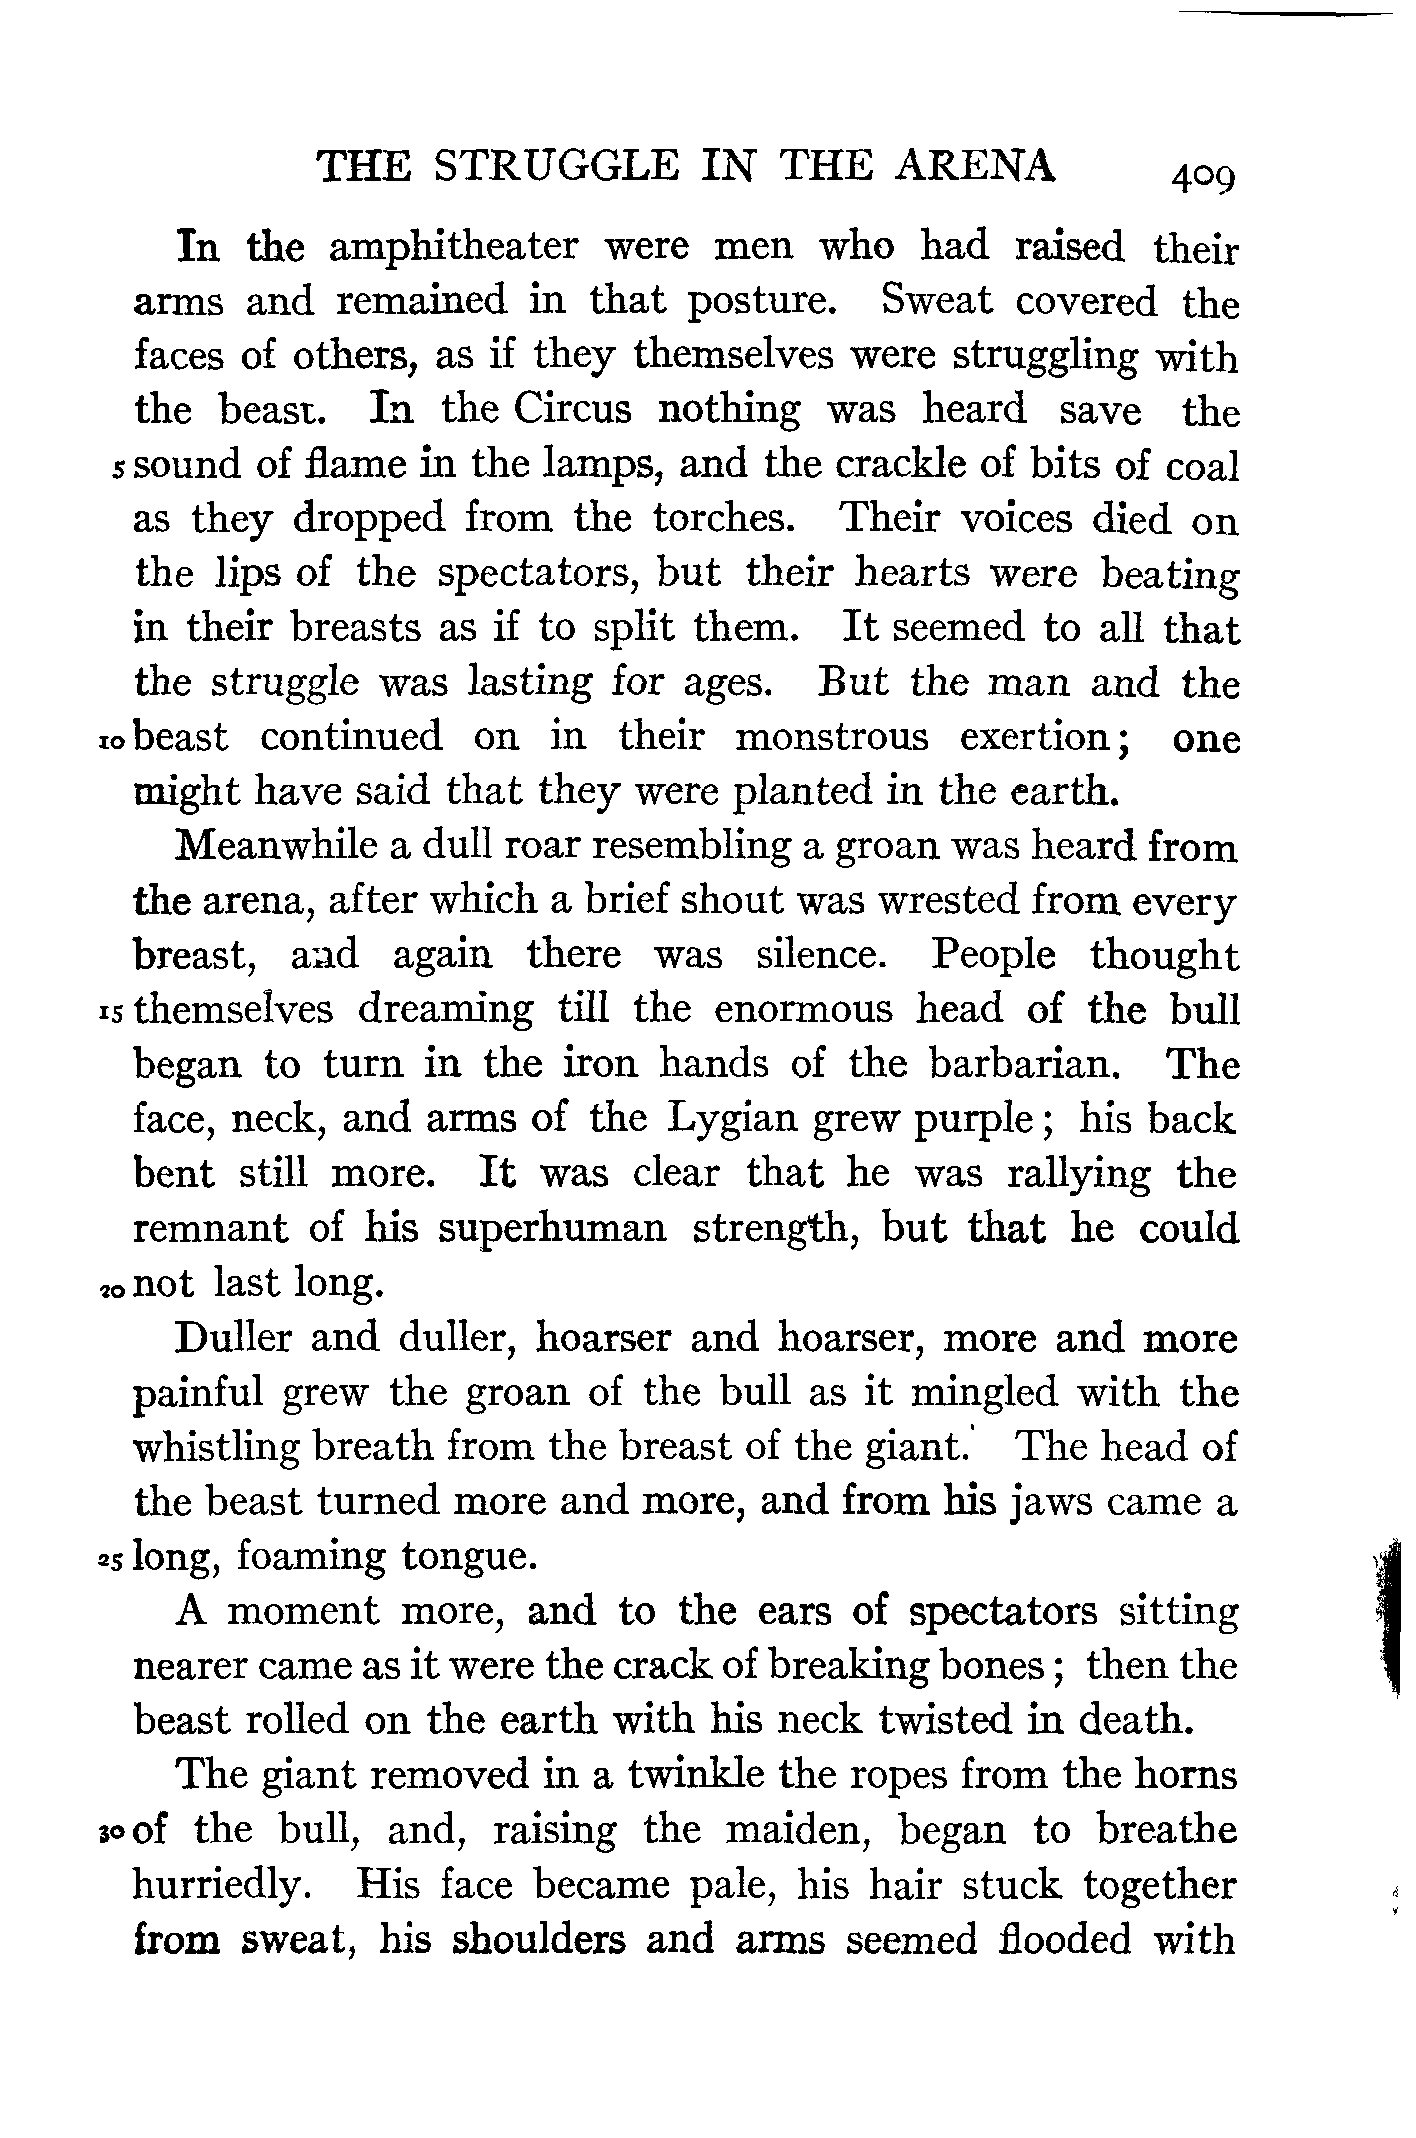 THE STRUGGLE IN THE ARENA 409
In the amphitheater were men who had raised their
arms and remained in that posture. Sweat covered the
faces of others, as if they themselves were struggling with
the beast. In the Circus nothing was heard save the
5 sound of flame in the lamps, and the crackle of bits of coal
as they dropped from the torches. Their voices died on
the lips of the spectators, but their hearts were beating
in their breasts as if to split them. It seemed to all that
the struggle was lasting for ages. But the man and the
10 beast continued on in their monstrous exertion; one
might have said that they were planted in the earth.
Meanwhile a dull roar resembling a groan was heard from
the arena, after which a brief shout was wrested from every
breast, and again there was silence. People thought
15 themselves dreaming till the enormous head of the bull
began to turn in the iron hands of the barbarian. The
face, neck, and arms of the Lygian grew purple; his back
bent still more. It was clear that he was rallying the
remnant of his superhuman strength, but that he could
20 not last long.
Duller and duller, hoarser and hoarser, more and more
painful grew the groan of the bull as it mingled with the
whistling breath from the breast of the giant. The head of
the beast turned more and more, and from his jaws came a
25 long, foaming tongue.
A moment more, and to the ears of spectators sitting
nearer came as it were the crack of breaking bones; then the
beast rolled on the earth with his neck twisted in death.
The giant removed in a twinkle the ropes from the horns
30 of the bull, and, raising the maiden, began to breathe
hurriedly. His face became pale, his hair stuck together
from sweat, his shoulders and arms seemed flooded with